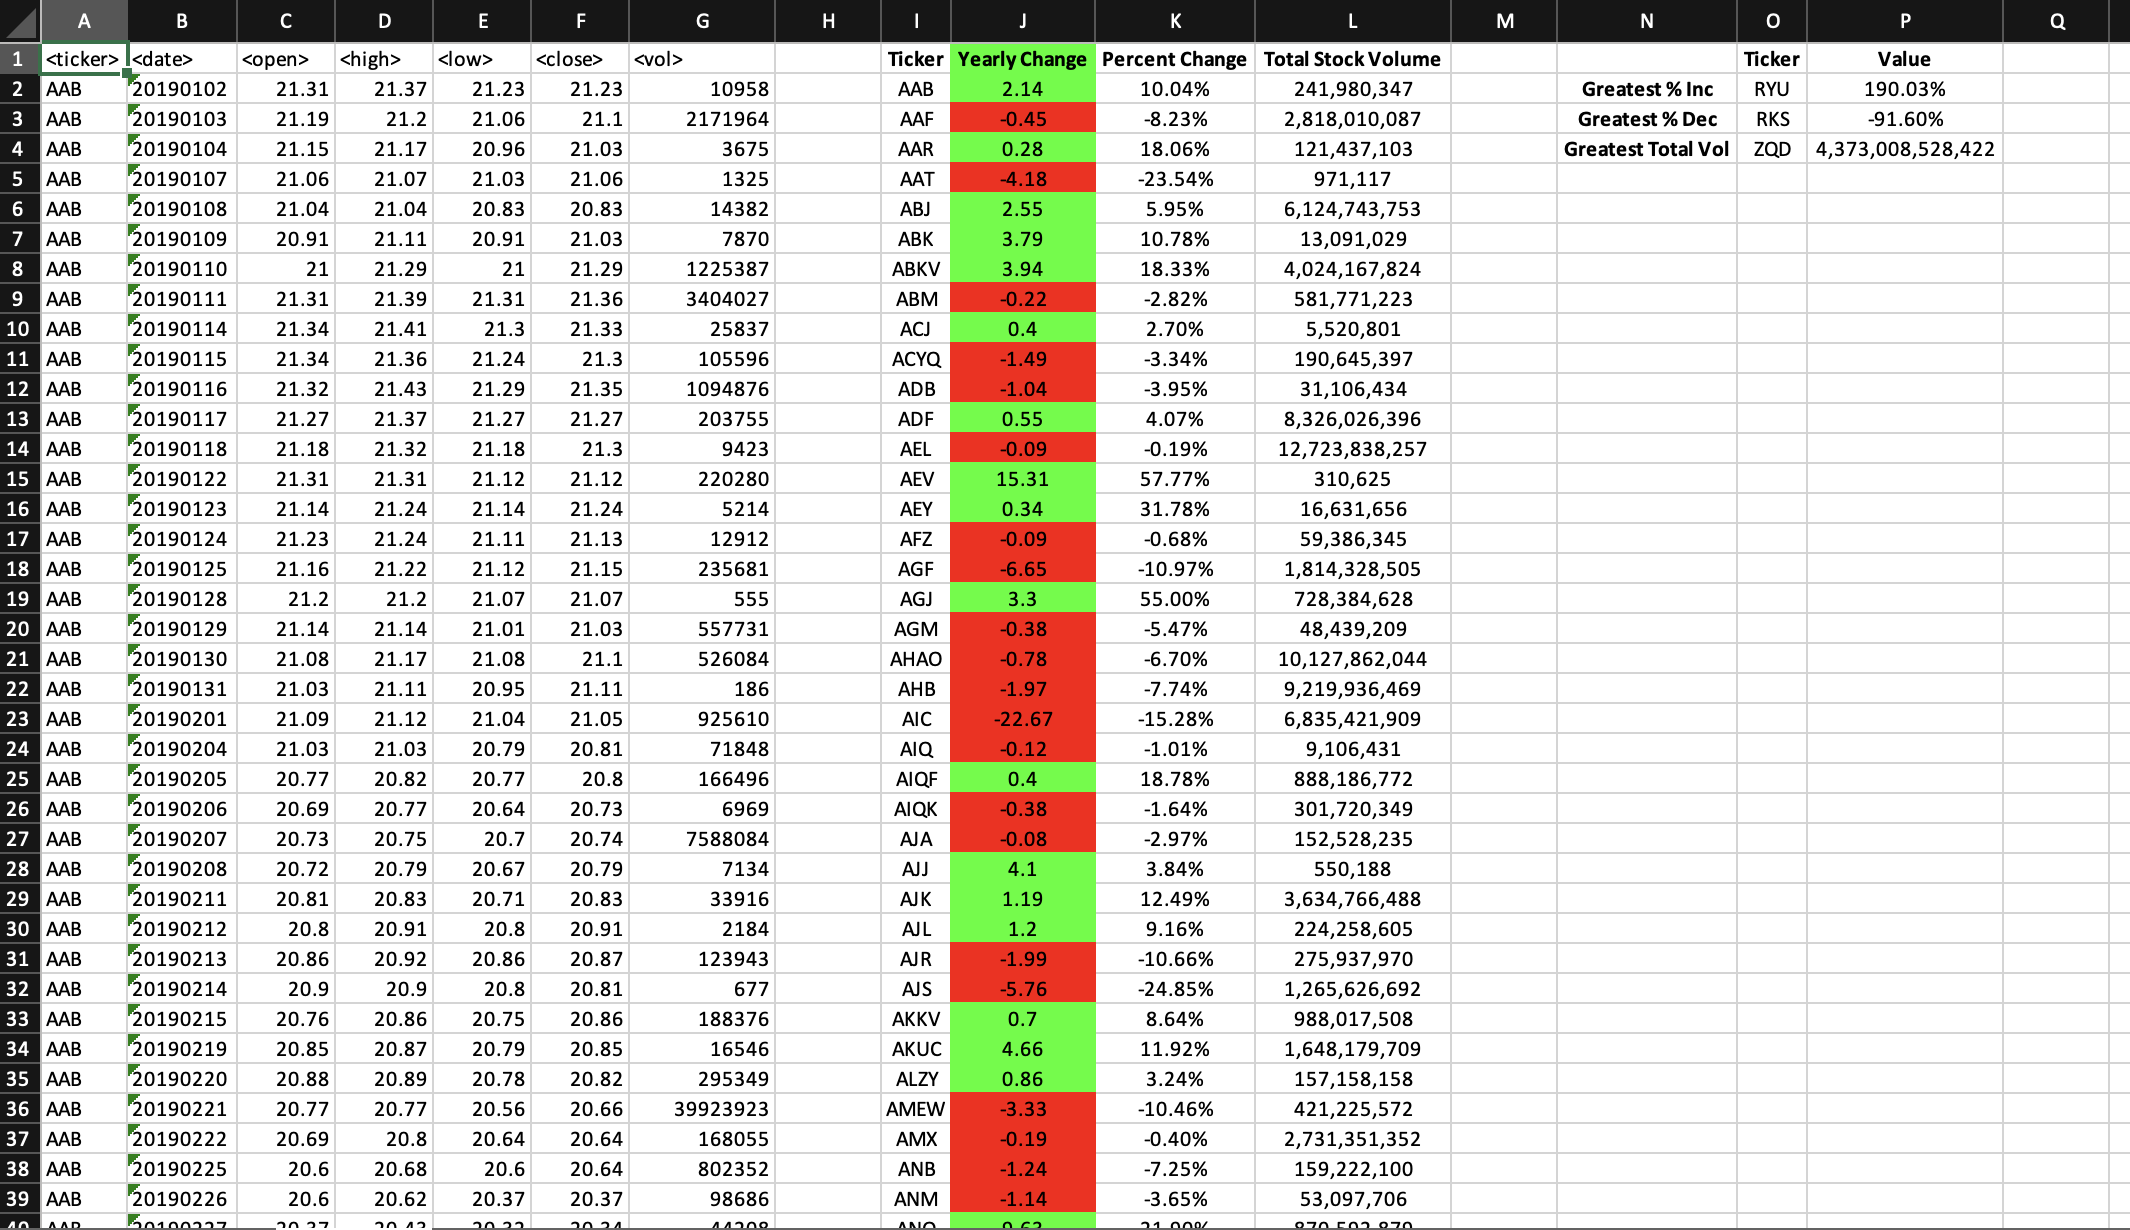 A B C D E F G H I J K L M N O P Q
1 <ticker> <date> <open> <high> <low> <close> <vol> Ticker Yearly Change Percent Change Total Stock Volume Ticker Value
2 AAB 20190102 21.31 21.37 21.23 21.23 10958 AAB 2.14 10.04% 241,980,347 Greatest % Inc RYU 190.03%
3 AAB 20190103 21.19 21.2 21.06 21.1 2171964 AAF -0.45 -8.23% 2,818,010,087 Greatest % Dec RKS -91.60%
4 AAB 20190104 21.15 21.17 20.96 21.03 3675 AAR 0.28 18.06% 121,437,103 Greatest Total Vol ZQD 4,373,008,528,422
5 AAB 20190107 21.06 21.07 21.03 21.06 1325 AAT -4.18 -23.54% 971,117
6 AAB 20190108 21.04 21.04 20.83 20.83 14382 ABJ 2.55 5.95% 6,124,743,753
7 AAB 20190109 20.91 21.11 20.91 21.03 7870 ABK 3.79 10.78% 13,091,029
8 AAB 20190110 21 21.29 21 21.29 1225387 ABKV 3.94 18.33% 4,024,167,824
9 AAB 20190111 21.31 21.39 21.31 21.36 3404027 ABM -0.22 -2.82% 581,771,223
10 AAB 20190114 21.34 21.41 21.3 21.33 25837 ACJ 0.4 2.70% 5,520,801
11 AAB 20190115 21.34 21.36 21.24 21.3 105596 ACYQ -1.49 -3.34% 190,645,397
12 AAB 20190116 21.32 21.43 21.29 21.35 1094876 ADB -1.04 -3.95% 31,106,434
13 AAB 20190117 21.27 21.37 21.27 21.27 203755 ADF 0.55 4.07% 8,326,026,396
14 AAB 20190118 21.18 21.32 21.18 21.3 9423 AEL -0.09 -0.19% 12,723,838,257
15 AAB 20190122 21.31 21.31 21.12 21.12 220280 AEV 15.31 57.77% 310,625
16 AAB 20190123 21.14 21.24 21.14 21.24 5214 AEY 0.34 31.78% 16,631,656
17 AAB 20190124 21.23 21.24 21.11 21.13 12912 AFZ -0.09 -0.68% 59,386,345
18 AAB 20190125 21.16 21.22 21.12 21.15 235681 AGF -6.65 -10.97% 1,814,328,505
19 AAB 20190128 21.2 21.2 21.07 21.07 555 AGJ 3.3 55.00% 728,384,628
20 AAB 20190129 21.14 21.14 21.01 21.03 557731 AGM -0.38 -5.47% 48,439,209
21 AAB 20190130 21.08 21.17 21.08 21.1 526084 AHAO -0.78 -6.70% 10,127,862,044
22 AAB 20190131 21.03 21.11 20.95 21.11 186 AHB -1.97 -7.74% 9,219,936,469
23 AAB 20190201 21.09 21.12 21.04 21.05 925610 AIC -22.67 -15.28% 6,835,421,909
24 AAB 20190204 21.03 21.03 20.79 20.81 71848 AIQ -0.12 -1.01% 9,106,431
25 AAB 20190205 20.77 20.82 20.77 20.8 166496 AIQF 0.4 18.78% 888,186,772
26 AAB 20190206 20.69 20.77 20.64 20.73 6969 AIQK -0.38 -1.64% 301,720,349
27 AAB 20190207 20.73 20.75 20.7 20.74 7588084 AJA -0.08 -2.97% 152,528,235
28 AAB 20190208 20.72 20.79 20.67 20.79 7134 AJJ 4.1 3.84% 550,188
29 AAB 20190211 20.81 20.83 20.71 20.83 33916 AJK 1.19 12.49% 3,634,766,488
30 AAB 20190212 20.8 20.91 20.8 20.91 2184 AJL 1.2 9.16% 224,258,605
31 AAB 20190213 20.86 20.92 20.86 20.87 123943 AJR -1.99 -10.66% 275,937,970
32 AAB 20190214 20.9 20.9 20.8 20.81 677 AJS -5.76 -24.85% 1,265,626,692
33 AAB 20190215 20.76 20.86 20.75 20.86 188376 AKKV 0.7 8.64% 988,017,508
34 AAB 20190219 20.85 20.87 20.79 20.85 16546 AKUC 4.66 11.92% 1,648,179,709
35 AAB 20190220 20.88 20.89 20.78 20.82 295349 ALZY 0.86 3.24% 157,158,158
36 AAB 20190221 20.77 20.77 20.56 20.66 39923923 AMEW -3.33 -10.46% 421,225,572
37 AAB 20190222 20.69 20.8 20.64 20.64 168055 AMX -0.19 -0.40% 2,731,351,352
38 AAB 20190225 20.6 20.68 20.6 20.64 802352 ANB -1.24 -7.25% 159,222,100
39 AAB 20190226 20.6 20.62 20.37 20.37 98686 ANM -1.14 -3.65% 53,097,706
40 AAB 20190227 20.37